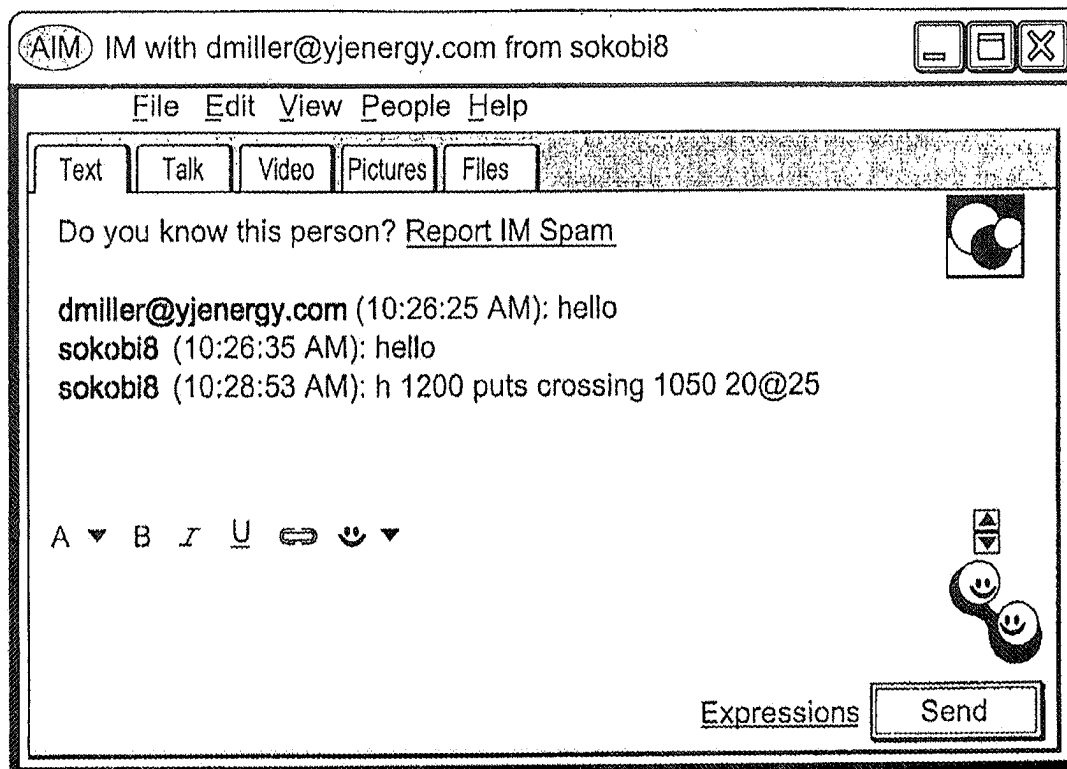 AIM IM with dmiller@yjenergy.com from sokobi8
File Edit View People Help
Text Talk Video Pictures Files
Do you know this person? Report IM Spam
dmiller@yjenergy.com (10:26:25 AM): hello
sokobi8 (10:26:35 AM): hello
sokobi8 (10:28:53 AM): h 1200 puts crossing 1050 20@25
A B I U
Expressions Send